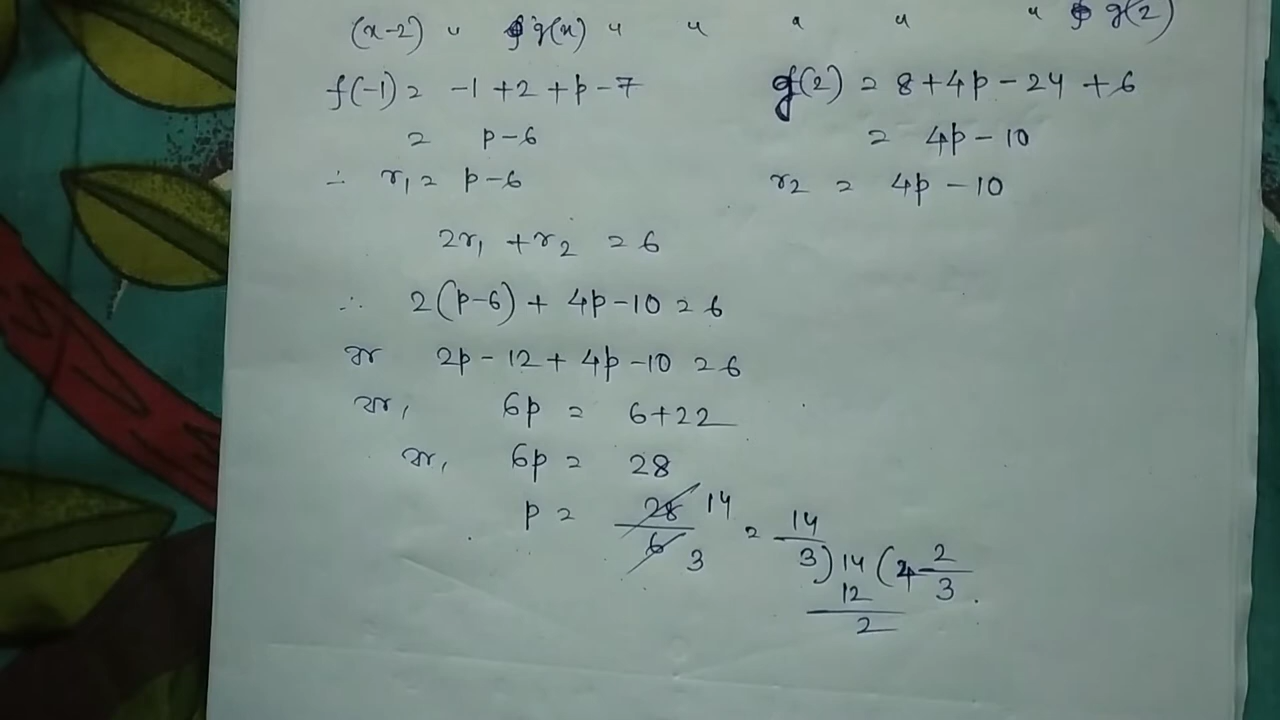 (x-2) " g(x) " " " " " g(2)
f(-1) = -1 + 2 + p - 7
g(2) = 8 + 4p - 24 + 6
= p - 6
= 4p - 10
∴ r₁ = p - 6
r₂ = 4p - 10
2r₁ + r₂ = 6
∴ 2(p-6) + 4p - 10 = 6
বা 2p - 12 + 4p - 10 = 6
বা, 6p = 6 + 22
বা, 6p = 28
p = 28/6 14/3 = 14/3
3) 14 (4 2/3
12
2